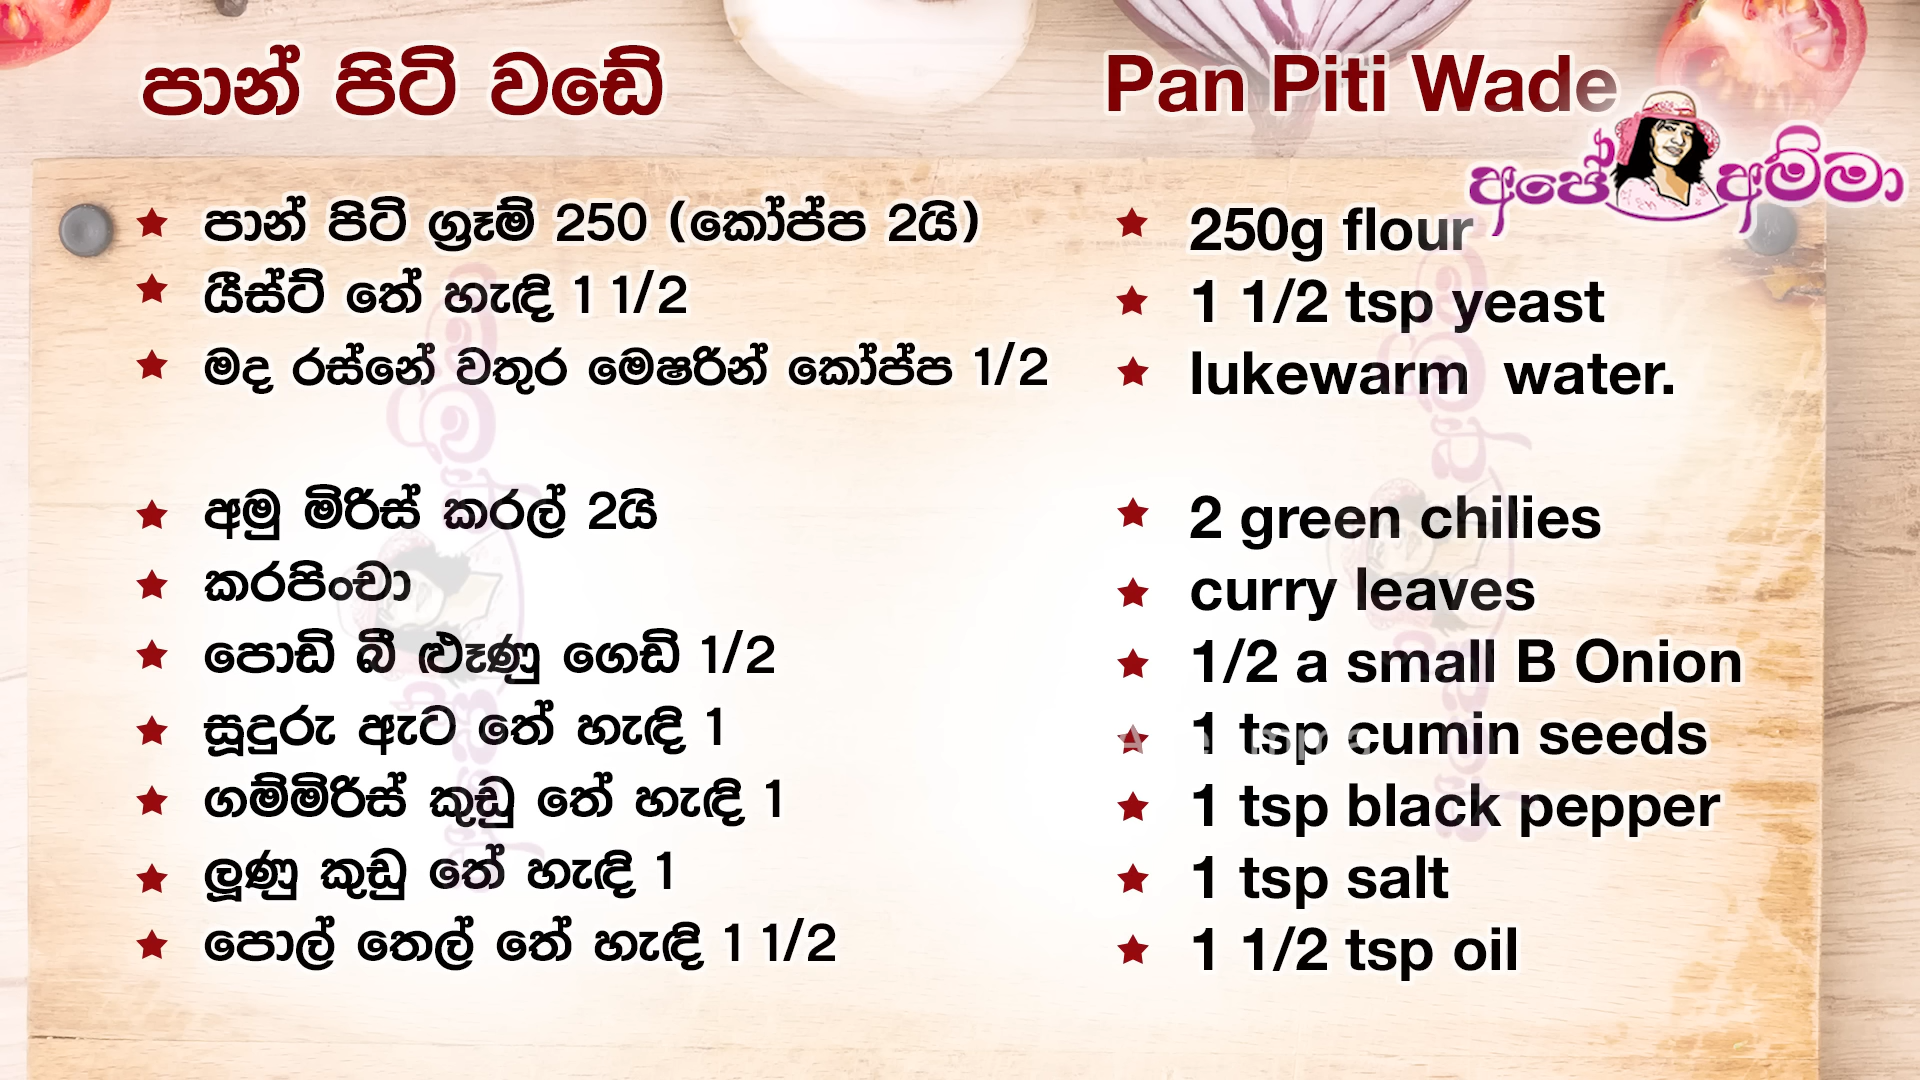 පාන් පිටි වඩේ
පාන් පිටි ග්‍රෑම් 250 (කෝප්ප 2යි)
යීස්ට් තේ හැඳි 1 1/2
මද රස්නේ වතුර මෙෂරින් කෝප්ප 1/2
අමු මිරිස් කරල් 2යි
කරපිංචා
පොඩි බී ළූණු ගෙඩි 1/2
සූදුරු ඇට තේ හැඳි 1
ගම්මිරිස් කුඩු තේ හැඳි 1
ලූණු කුඩු තේ හැඳි 1
පොල් තෙල් තේ හැඳි 1 1/2
Pan Piti Wade
අපේ අම්මා
250g flour
1 1/2 tsp yeast
lukewarm water.
2 green chilies
curry leaves
1/2 a small B Onion
1 tsp cumin seeds
1 tsp black pepper
1 tsp salt
1 1/2 tsp oil